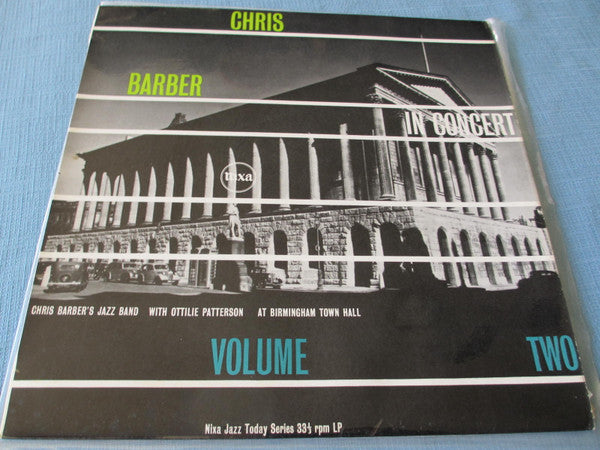 CHRIS
BARBER
IN CONCERT
nixa
CHRIS BARBER'S JAZZ BAND WITH OTTILIE PATTERSON AT BIRMINGHAM TOWN HALL
VOLUME TWO
Nixa Jazz Today Series 33⅓ rpm LP